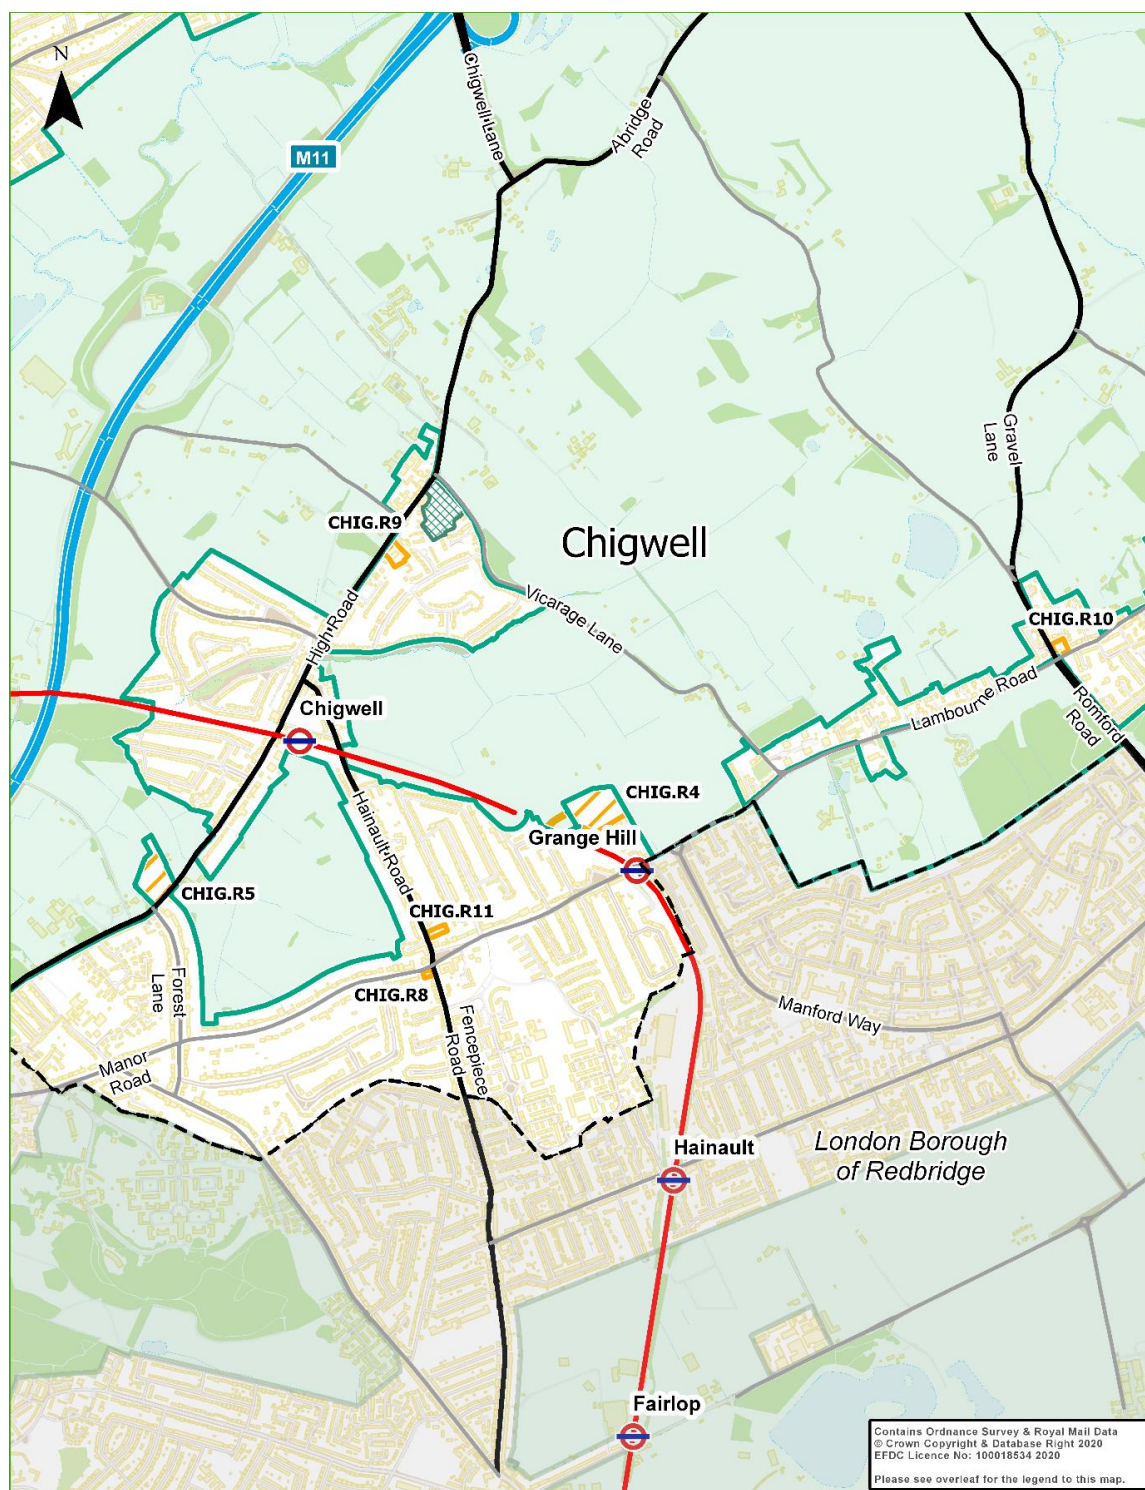 N
M11
Chigwell Lane
Abridge
Road
Gravel
Lane
CHIG.R9
Chigwell
High Road
Vicarage Lane
CHIG.R10
Lambourne Road
Romford
Road
Chigwell
Hainault Road
CHIG.R4
Grange Hill
CHIG.R5
CHIG.R11
CHIG.R8
Forest
Lane
Fencepiece
Road
Manor
Road
Manford Way
Hainault
London Borough
of Redbridge
Fairlop
Contains Ordnance Survey & Royal Mail Data
© Crown Copyright & Database Right 2020
EFDC Licence No: 100018534 2020
Please see overleaf for the legend to this map.